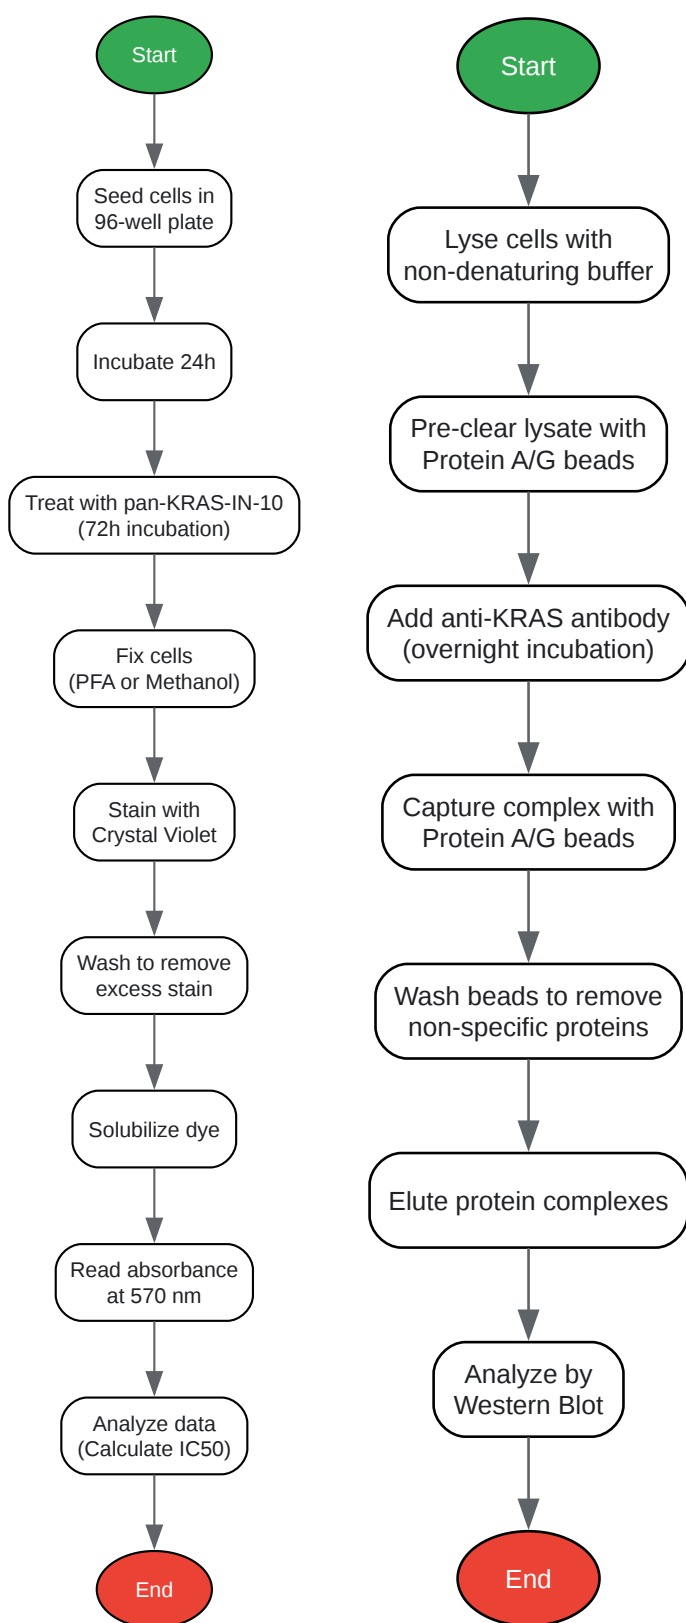 Start
Seed cells in
96-well plate
Incubate 24h
Treat with pan-KRAS-IN-10
(72h incubation)
Fix cells
(PFA or Methanol)
Stain with
Crystal Violet
Wash to remove
excess stain
Solubilize dye
Read absorbance
at 570 nm
Analyze data
(Calculate IC50)
End
Start
Lyse cells with
non-denaturing buffer
Pre-clear lysate with
Protein A/G beads
Add anti-KRAS antibody
(overnight incubation)
Capture complex with
Protein A/G beads
Wash beads to remove
non-specific proteins
Elute protein complexes
Analyze by
Western Blot
End